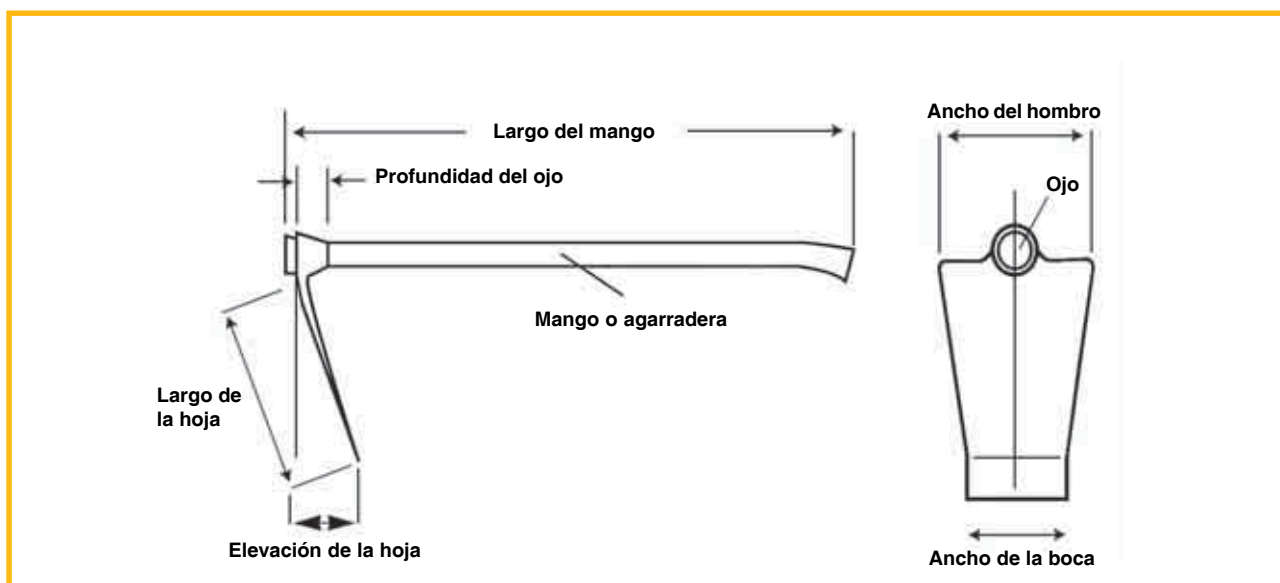 Largo del mango
Profundidad del ojo
Mango o agarradera
Largo de
la hoja
Elevación de la hoja
Ancho del hombro
Ojo
Ancho de la boca